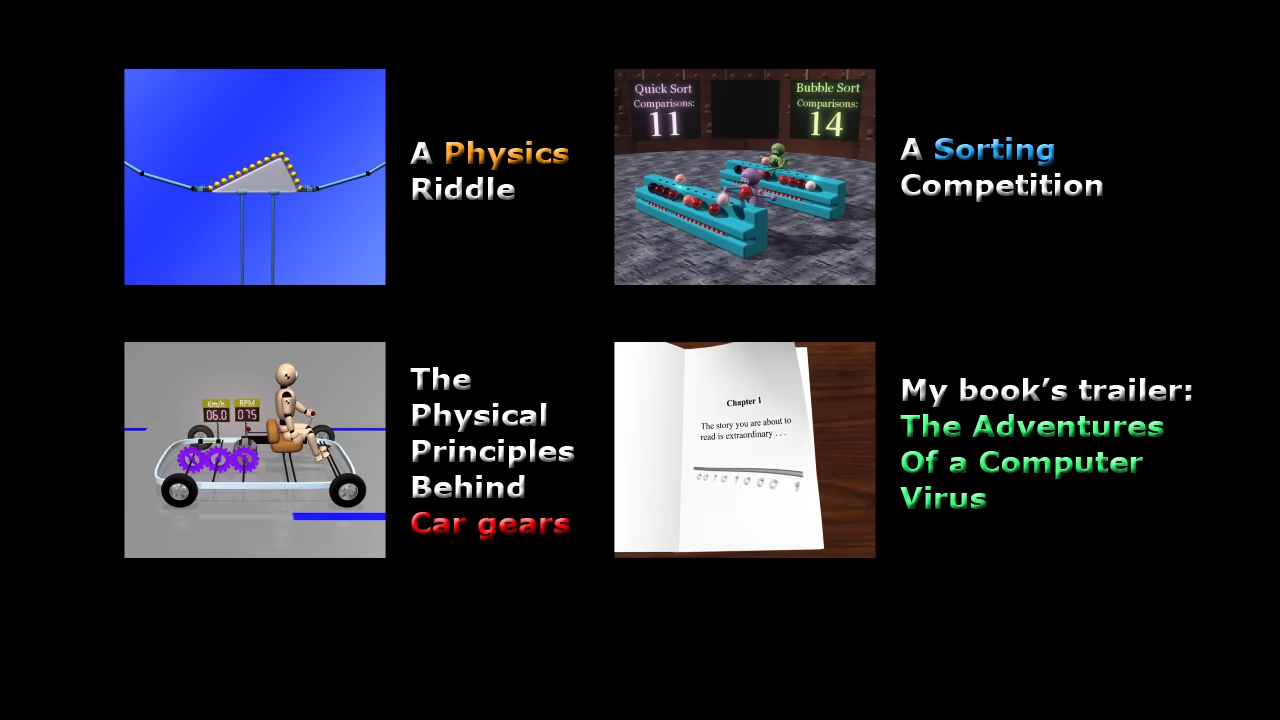 A Physics
Riddle
Quick Sort
Comparisons:
11
Bubble Sort
Comparisons:
14
A Sorting
Competition
Km/h
06.0
RPM
075
The
Physical
Principles
Behind
Car gears
Chapter 1
The story you are about to
read is extraordinary . . .
00101000 1
My book’s trailer:
The Adventures
Of a Computer
Virus